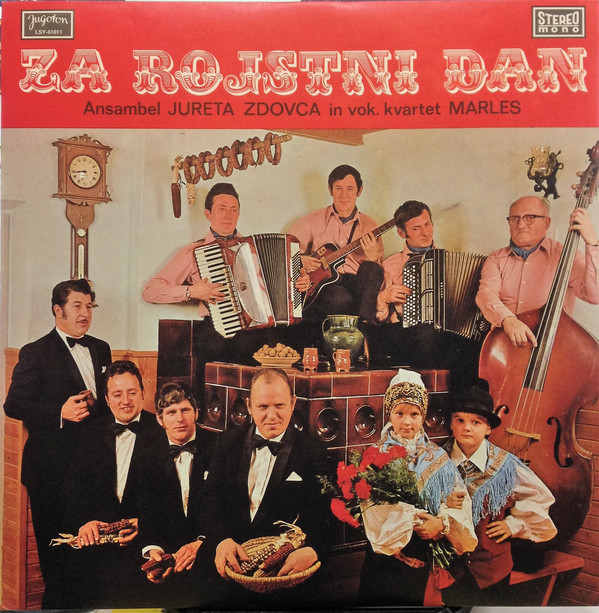 Jugoton
LSY-61011
STEREO
mono
ZA ROJSTNI DAN
Ansambel JURETA ZDOVCA in vok. kvartet MARLES